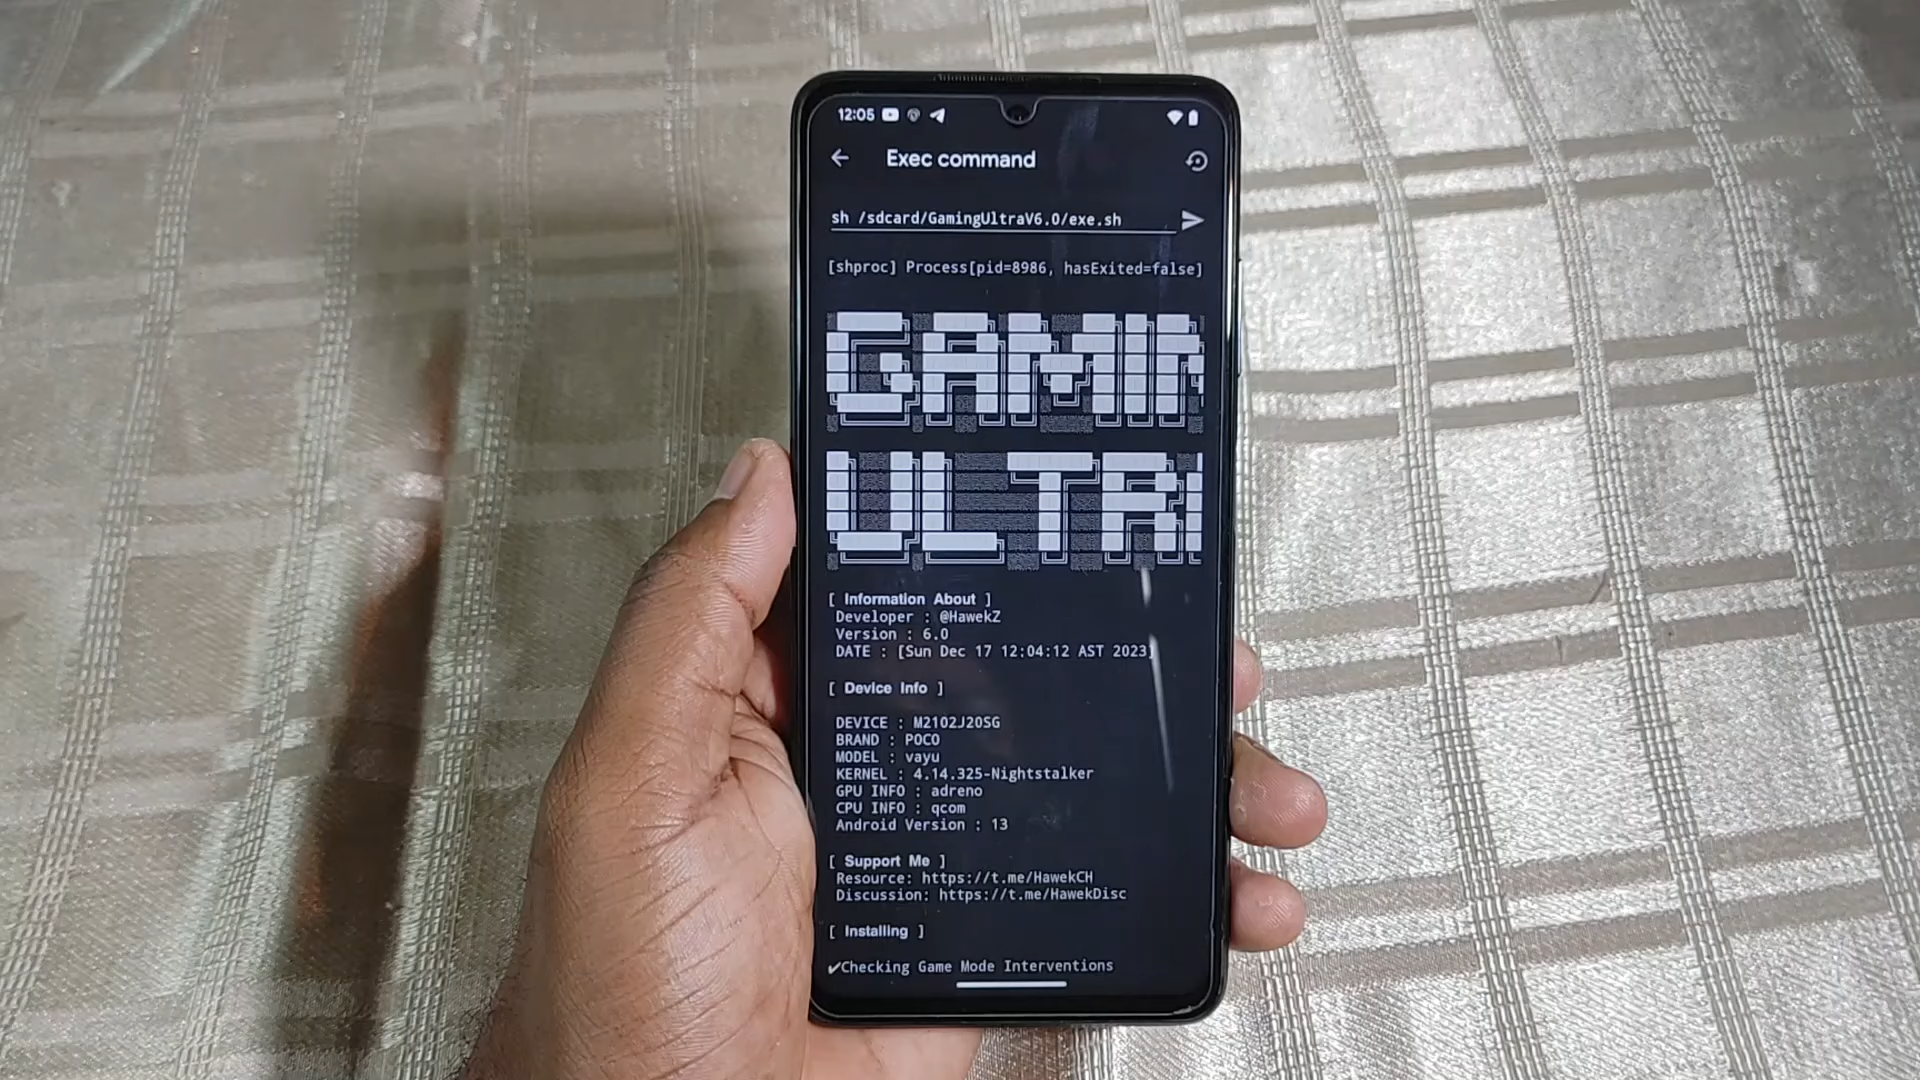 12:05
Exec command
sh /sdcard/GamingUltraV6.0/exe.sh
[shproc] Process[pid=8986, hasExited=false]
GAMIN
ULTR
[ Information About ]
Developer : @HawekZ
Version : 6.0
DATE : [Sun Dec 17 12:04:12 AST 2023]
[ Device Info ]
DEVICE : M2102J20SG
BRAND : POCO
MODEL : vayu
KERNEL : 4.14.325-Nightstalker
GPU INFO : adreno
CPU INFO : qcom
Android Version : 13
[ Support Me ]
Resource: https://t.me/HawekCH
Discussion: https://t.me/HawekDisc
[ Installing ]
✔Checking Game Mode Interventions